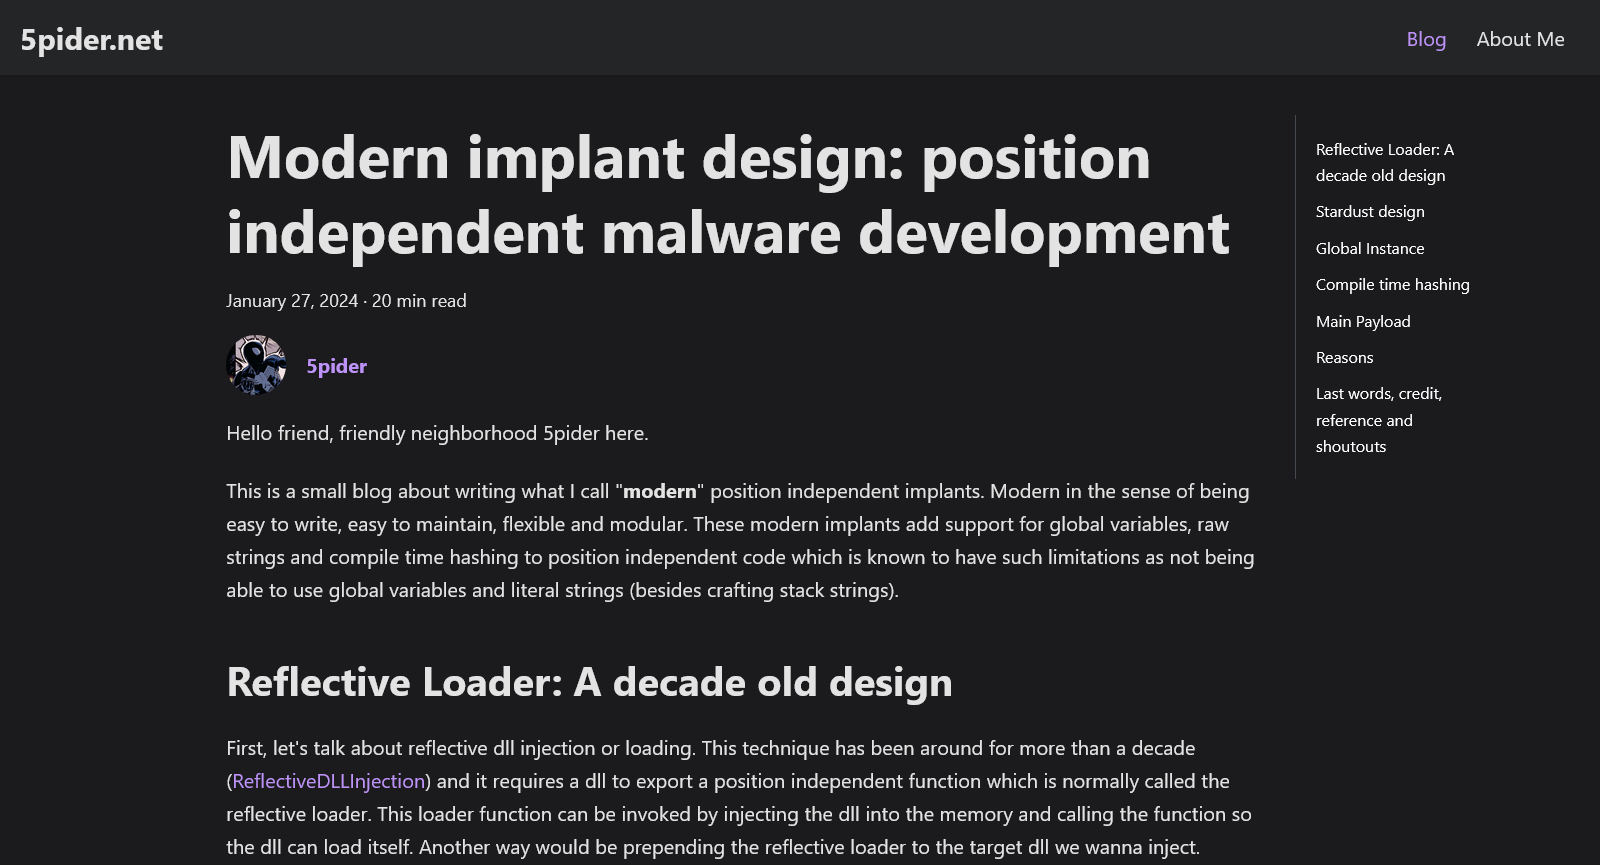 5pider.net
Blog
About Me
Modern implant design: position
independent malware development
January 27, 2024 · 20 min read
5pider
Hello friend, friendly neighborhood 5pider here.
This is a small blog about writing what I call "modern" position independent implants. Modern in the sense of being
easy to write, easy to maintain, flexible and modular. These modern implants add support for global variables, raw
strings and compile time hashing to position independent code which is known to have such limitations as not being
able to use global variables and literal strings (besides crafting stack strings).
Reflective Loader: A decade old design
First, let's talk about reflective dll injection or loading. This technique has been around for more than a decade
(ReflectiveDLLInjection) and it requires a dll to export a position independent function which is normally called the
reflective loader. This loader function can be invoked by injecting the dll into the memory and calling the function so
the dll can load itself. Another way would be prepending the reflective loader to the target dll we wanna inject.
Reflective Loader: A
decade old design
Stardust design
Global Instance
Compile time hashing
Main Payload
Reasons
Last words, credit,
reference and
shoutouts